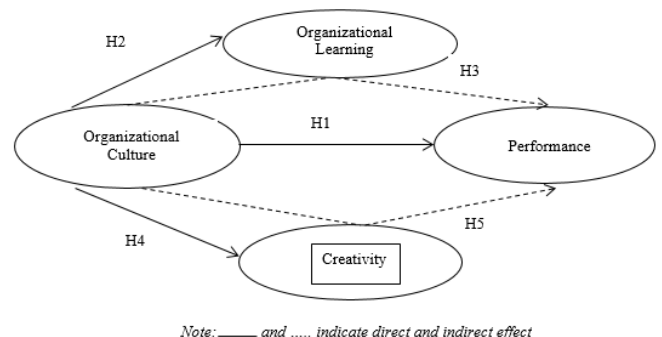 Organizational
Learning
H2
H3
Organizational
Culture
H1
Performance
H4
H5
Creativity
Note: _____ and ..... indicate direct and indirect effect